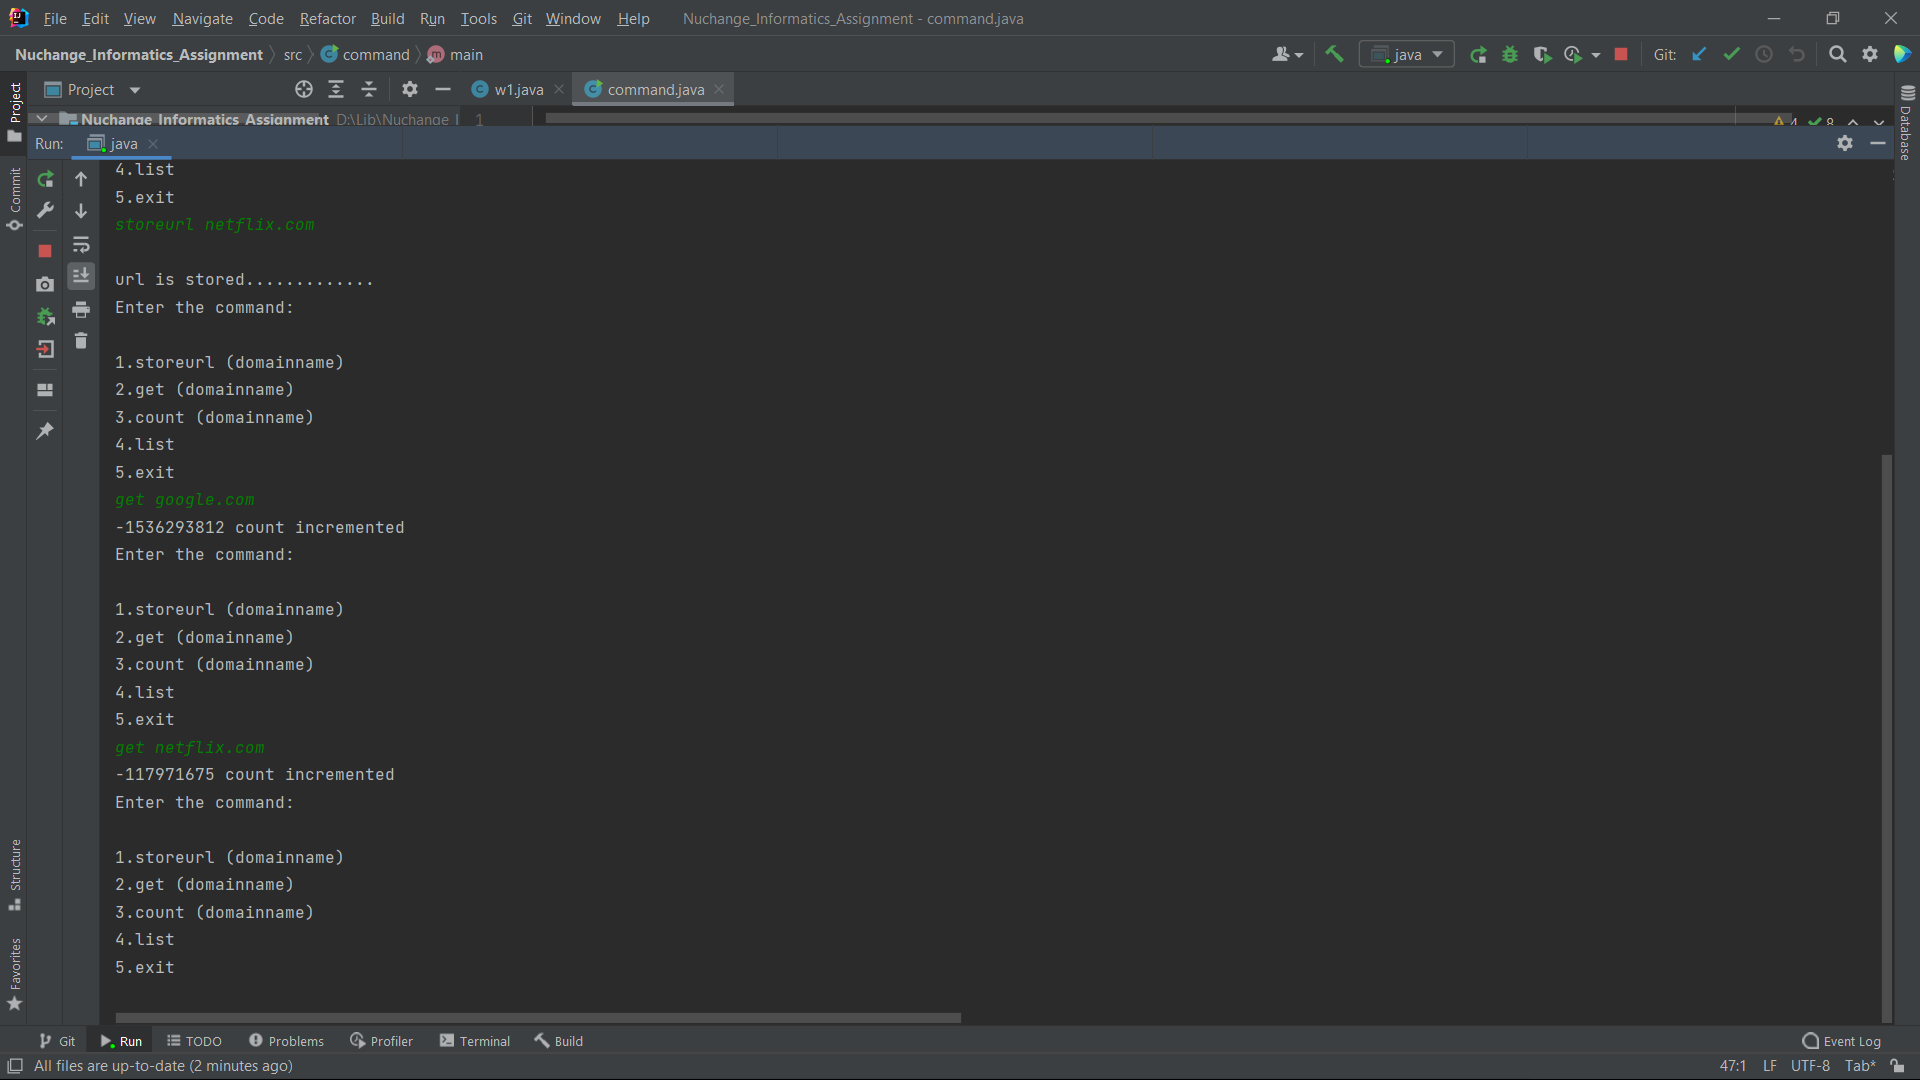 File Edit View Navigate Code Refactor Build Run Tools Git Window Help Nuchange_Informatics_Assignment - command.java
Nuchange_Informatics_Assignment src command main java Git:
Project w1.java command.java
Nuchange_Informatics_Assignment D:\Lib\Nuchange_I 1 4 8
Run: java
Project
Commit
Structure
Favorites
Database
4.list
5.exit
storeurl netflix.com
url is stored.............
Enter the command:
1.storeurl (domainname)
2.get (domainname)
3.count (domainname)
4.list
5.exit
get google.com
-1536293812 count incremented
Enter the command:
1.storeurl (domainname)
2.get (domainname)
3.count (domainname)
4.list
5.exit
get netflix.com
-117971675 count incremented
Enter the command:
1.storeurl (domainname)
2.get (domainname)
3.count (domainname)
4.list
5.exit
Git Run TODO Problems Profiler Terminal Build Event Log
All files are up-to-date (2 minutes ago) 47:1 LF UTF-8 Tab*